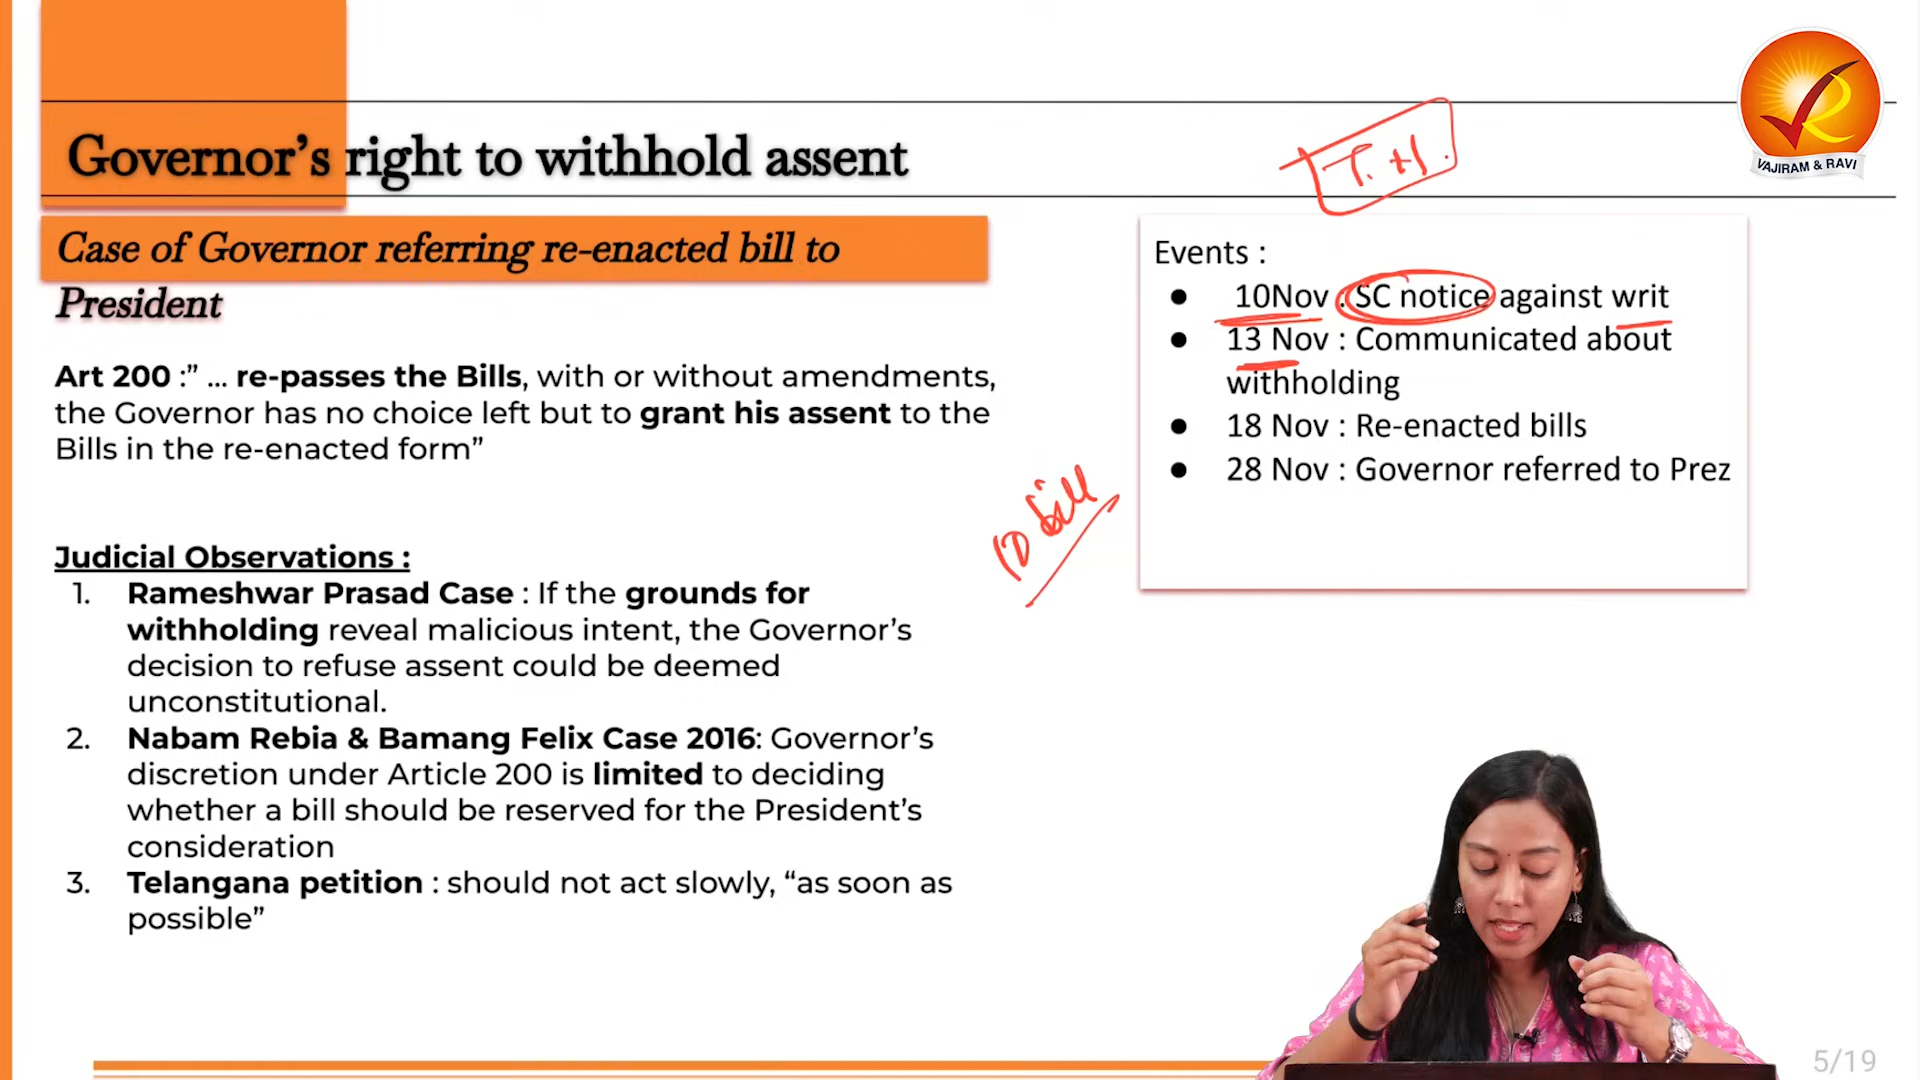 VAJIRAM & RAVI
Governor's right to withhold assent
T.
Case of Governor referring re-enacted bill to
President
Art 200 :" ... re-passes the Bills, with or without amendments,
the Governor has no choice left but to grant his assent to the
Bills in the re-enacted form"
Judicial Observations :
1. Rameshwar Prasad Case : If the grounds for
withholding reveal malicious intent, the Governor's
decision to refuse assent could be deemed
unconstitutional.
2. Nabam Rebia & Bamang Felix Case 2016: Governor's
discretion under Article 200 is limited to deciding
whether a bill should be reserved for the President's
consideration
3. Telangana petition : should not act slowly, "as soon as
possible"
Events :
● 10Nov : SC notice against writ
● 13 Nov : Communicated about
withholding
● 18 Nov : Re-enacted bills
● 28 Nov : Governor referred to Prez
10 bill
5/19